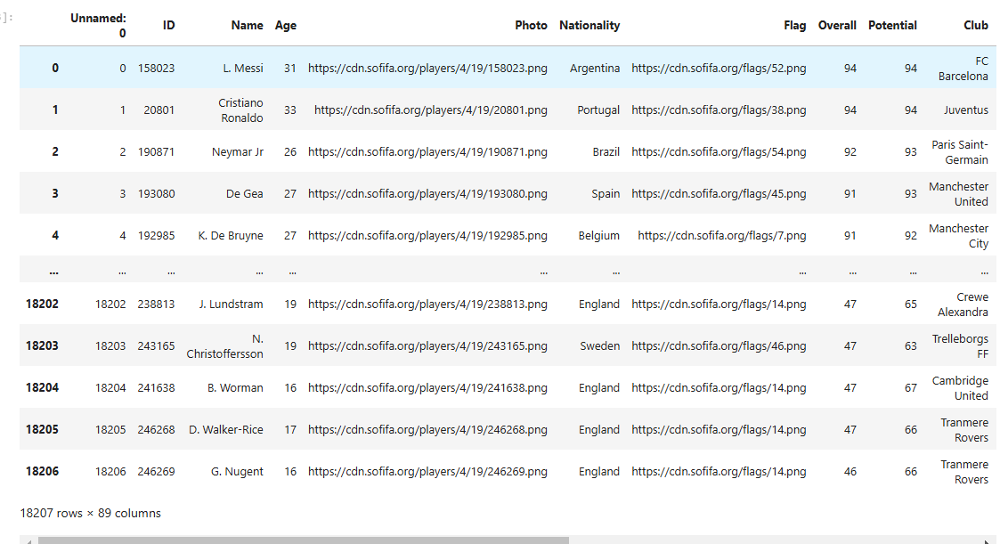 ]:
Unnamed: 0 ID Name Age Photo Nationality Flag Overall Potential Club
0 0 158023 L. Messi 31 https://cdn.sofifa.org/players/4/19/158023.png Argentina https://cdn.sofifa.org/flags/52.png 94 94 FC Barcelona
1 1 20801 Cristiano Ronaldo 33 https://cdn.sofifa.org/players/4/19/20801.png Portugal https://cdn.sofifa.org/flags/38.png 94 94 Juventus
2 2 190871 Neymar Jr 26 https://cdn.sofifa.org/players/4/19/190871.png Brazil https://cdn.sofifa.org/flags/54.png 92 93 Paris Saint-Germain
3 3 193080 De Gea 27 https://cdn.sofifa.org/players/4/19/193080.png Spain https://cdn.sofifa.org/flags/45.png 91 93 Manchester United
4 4 192985 K. De Bruyne 27 https://cdn.sofifa.org/players/4/19/192985.png Belgium https://cdn.sofifa.org/flags/7.png 91 92 Manchester City
... ... ... ... ... ... ... ... ... ... ...
18202 18202 238813 J. Lundstram 19 https://cdn.sofifa.org/players/4/19/238813.png England https://cdn.sofifa.org/flags/14.png 47 65 Crewe Alexandra
18203 18203 243165 N. Christoffersson 19 https://cdn.sofifa.org/players/4/19/243165.png Sweden https://cdn.sofifa.org/flags/46.png 47 63 Trelleborgs FF
18204 18204 241638 B. Worman 16 https://cdn.sofifa.org/players/4/19/241638.png England https://cdn.sofifa.org/flags/14.png 47 67 Cambridge United
18205 18205 246268 D. Walker-Rice 17 https://cdn.sofifa.org/players/4/19/246268.png England https://cdn.sofifa.org/flags/14.png 47 66 Tranmere Rovers
18206 18206 246269 G. Nugent 16 https://cdn.sofifa.org/players/4/19/246269.png England https://cdn.sofifa.org/flags/14.png 46 66 Tranmere Rovers
18207 rows × 89 columns